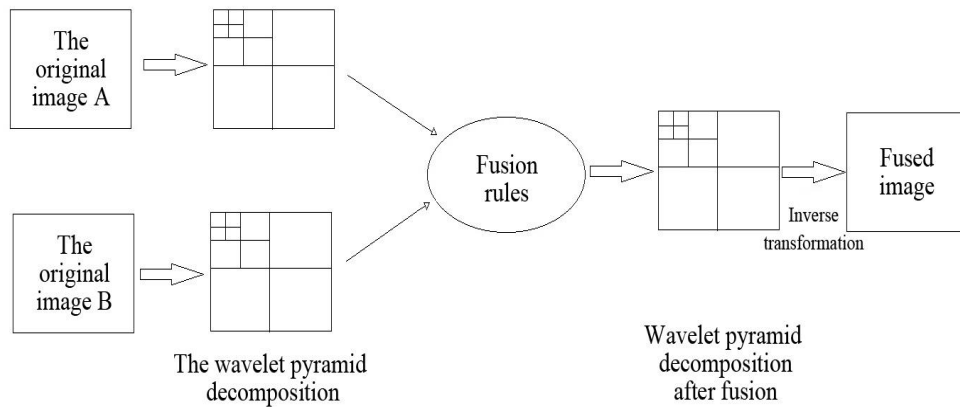 The
original
image A
Fusion
rules
Fused
image
Inverse
transformation
The
original
image B
The wavelet pyramid
decomposition
Wavelet pyramid
decomposition
after fusion